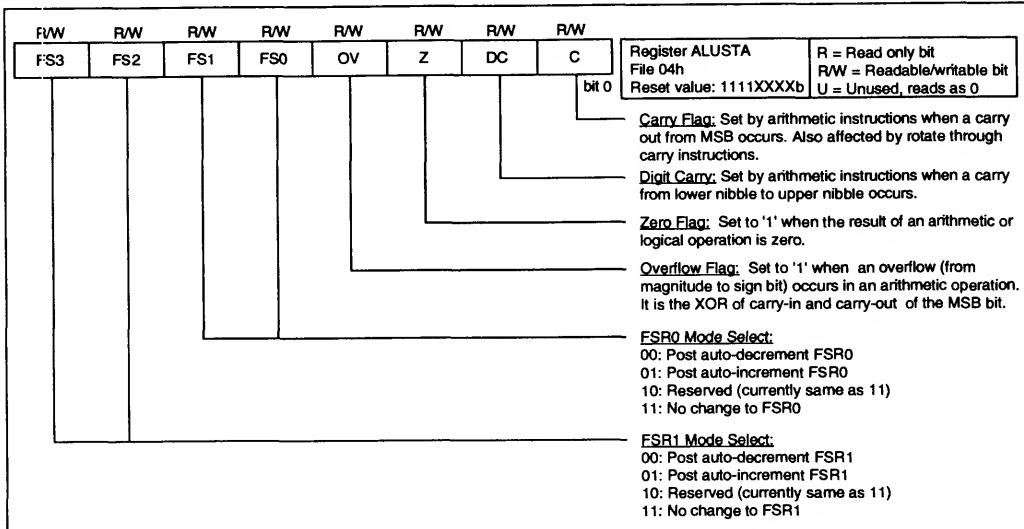 R/W R/W R/W R/W R/W R/W R/W R/W
FS3 FS2 FS1 FS0 OV Z DC C
bit 0
Register ALUSTA
File 04h
Reset value: 1111XXXXb
R = Read only bit
R/W = Readable/writable bit
U = Unused, reads as 0
Carry Flag: Set by arithmetic instructions when a carry
out from MSB occurs. Also affected by rotate through
carry instructions.
Digit Carry: Set by arithmetic instructions when a carry
from lower nibble to upper nibble occurs.
Zero Flag: Set to '1' when the result of an arithmetic or
logical operation is zero.
Overflow Flag: Set to '1' when an overflow (from
magnitude to sign bit) occurs in an arithmetic operation.
It is the XOR of carry-in and carry-out of the MSB bit.
FSR0 Mode Select:
00: Post auto-decrement FSR0
01: Post auto-increment FSR0
10: Reserved (currently same as 11)
11: No change to FSR0
FSR1 Mode Select:
00: Post auto-decrement FSR1
01: Post auto-increment FSR1
10: Reserved (currently same as 11)
11: No change to FSR1